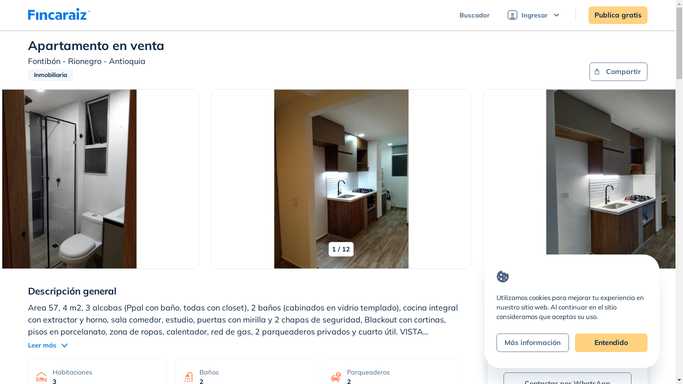 Fincaraiz
Buscador
Ingresar
Publica gratis
Apartamento en venta
Fontibón - Rionegro - Antioquia
Inmobiliaria
Compartir
1 / 12
Descripción general
Area 57, 4 m2, 3 alcobas (Ppal con baño, todas con closet), 2 baños (cabinados en vidrio templado), cocina integral
con extractor y horno, sala comedor, estudio, puertas con mirilla y 2 chapas de seguridad, Blackout con cortinas,
pisos en porcelanato, zona de ropas, calentador, red de gas, 2 parqueaderos privados y cuarto útil. VISTA...
Leer más
Habitaciones
3
Baños
2
Parqueaderos
2
Utilizamos cookies para mejorar tu experiencia en
nuestro sitio web. Al continuar en el sitio
consideramos que aceptas su uso.
Más información
Entendido
Contactar por WhatsApp